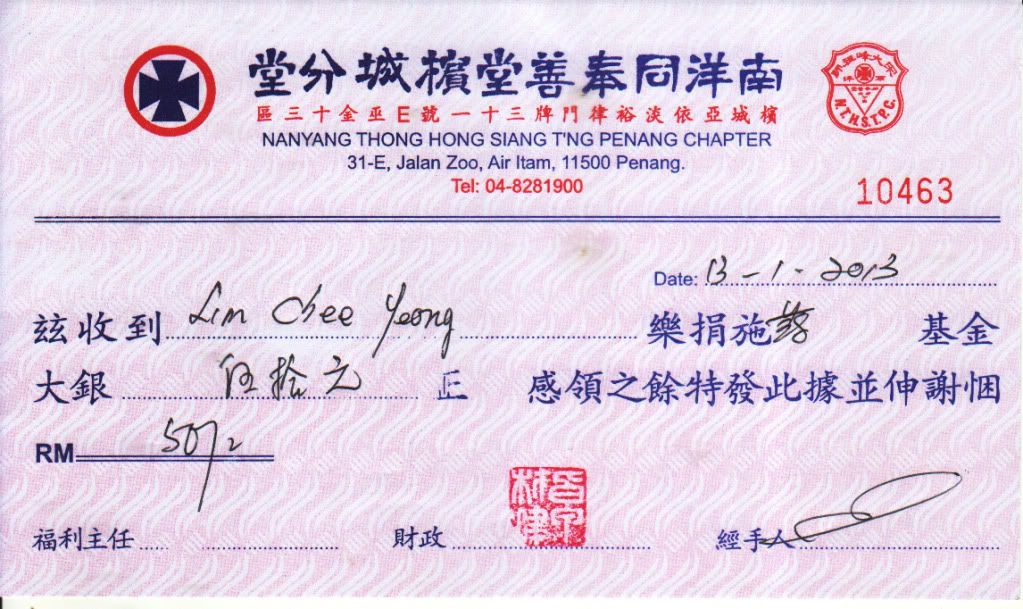 南洋同奉善堂檳城分堂
檳城亞依淡裕律門牌三十一號E巫金十三區
NANYANG THONG HONG SIANG T'NG PENANG CHAPTER
31-E, Jalan Zoo, Air Itam, 11500 Penang.
Tel: 04-8281900
N.T.H.S.T.P.C.
10463
Date: 13-1-2013
茲收到 Lim Chee Yeong 樂捐施 基金
大銀 伍拾元 正 感領之餘特發此據並伸謝悃
RM 50/-
福利主任 財政 經手人